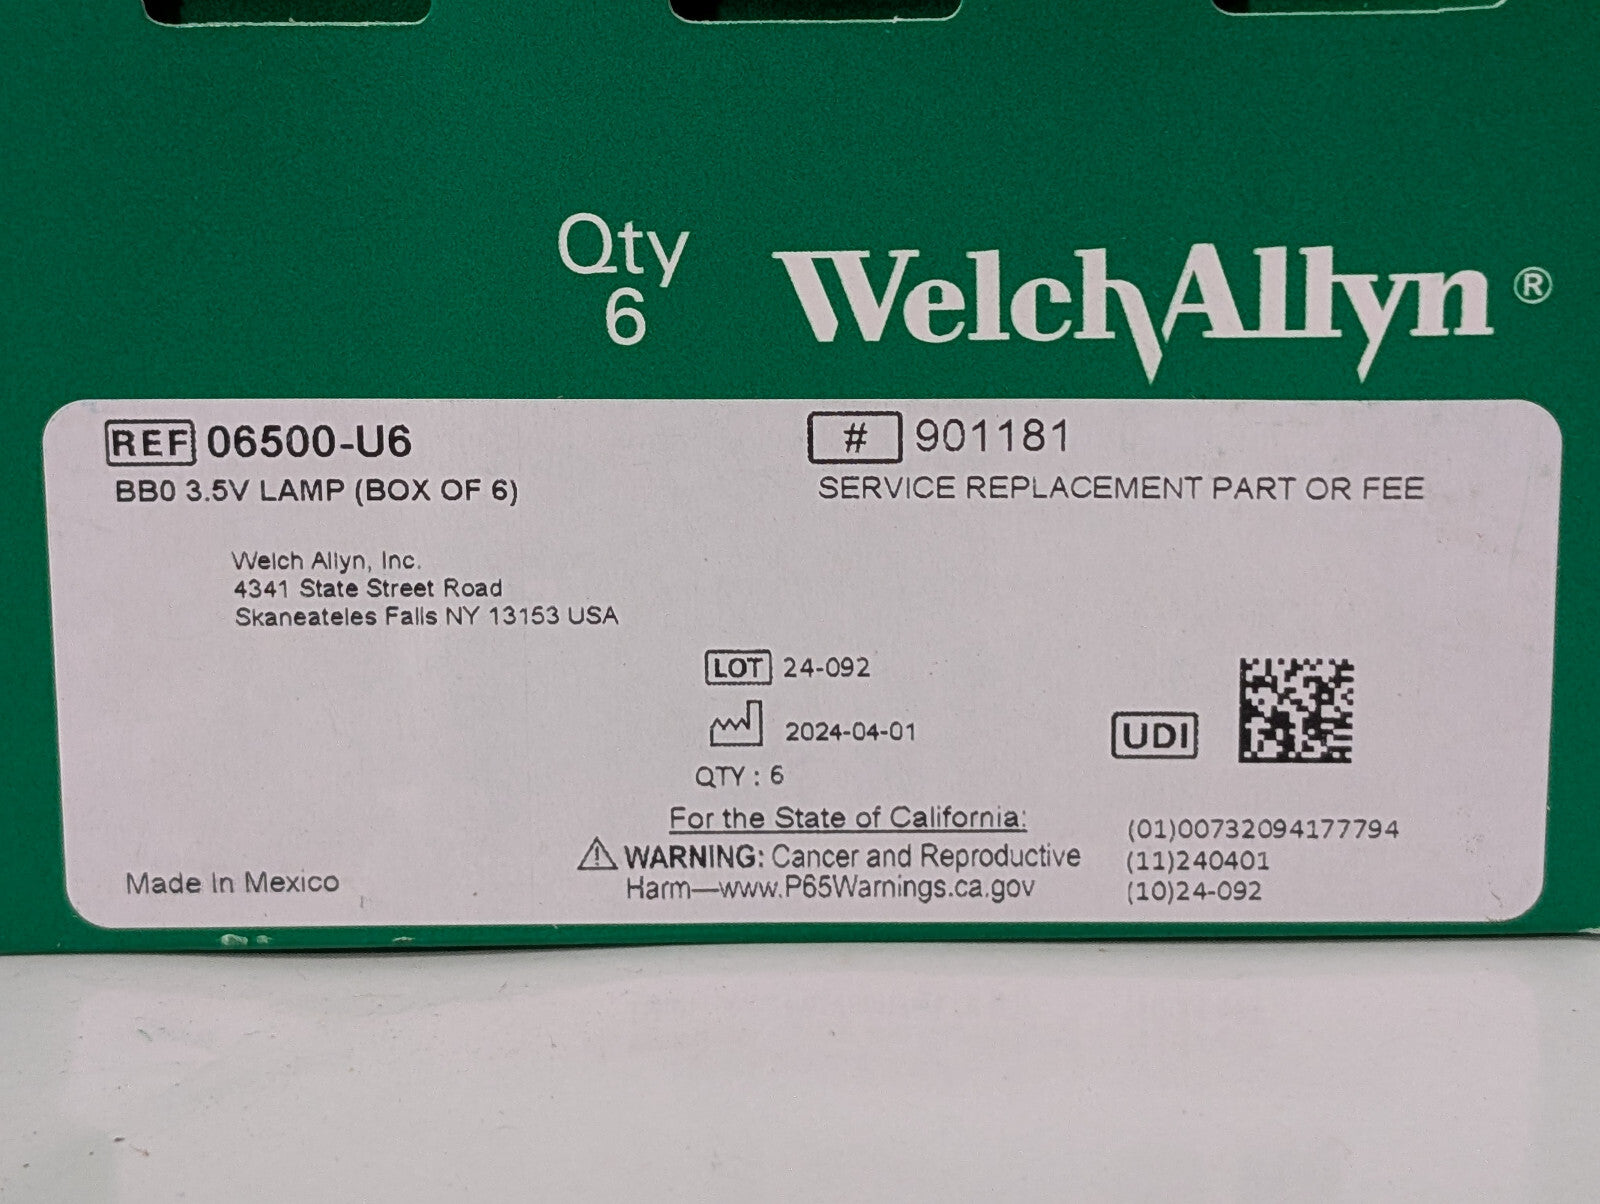 Qty
6
WelchAllyn®
REF 06500-U6
BB0 3.5V LAMP (BOX OF 6)
# 901181
SERVICE REPLACEMENT PART OR FEE
Welch Allyn, Inc.
4341 State Street Road
Skaneateles Falls NY 13153 USA
LOT 24-092
2024-04-01
QTY : 6
UDI
For the State of California:
WARNING: Cancer and Reproductive
Harm—www.P65Warnings.ca.gov
(01)00732094177794
(11)240401
(10)24-092
Made In Mexico